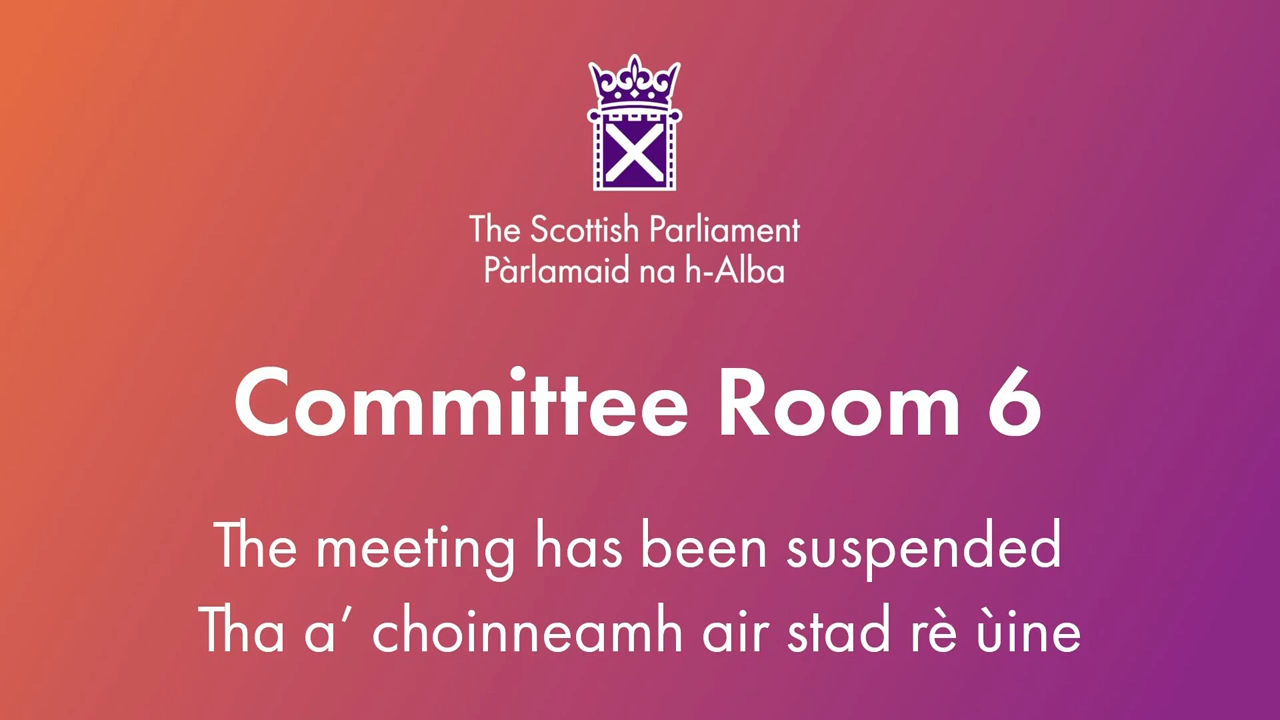 The Scottish Parliament
Pàrlamaid na h-Alba
Committee Room 6
The meeting has been suspended
Tha a’ choinneamh air stad rè ùine